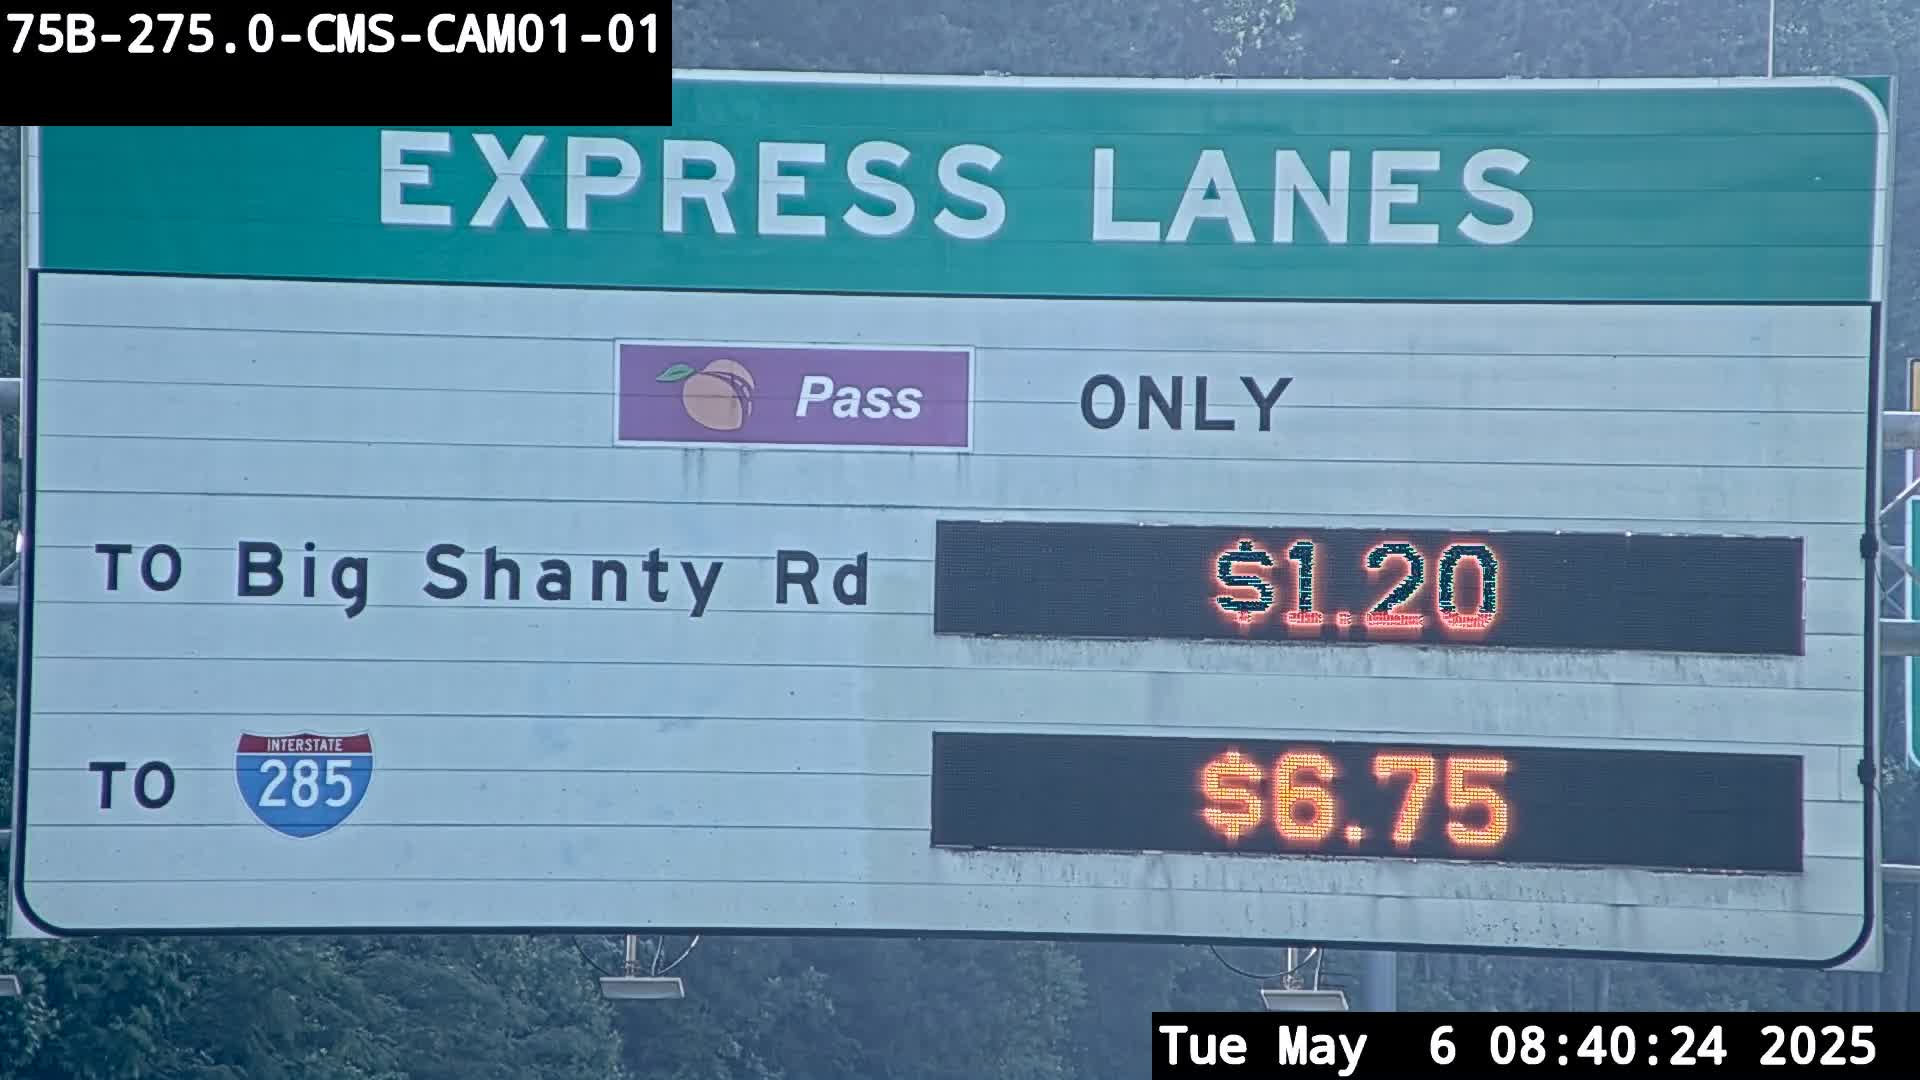 75B-275.0-CMS-CAM01-01
EXPRESS LANES
Pass ONLY
TO Big Shanty Rd $1.20
TO INTERSTATE 285 $6.75
Tue May 6 08:40:24 2025